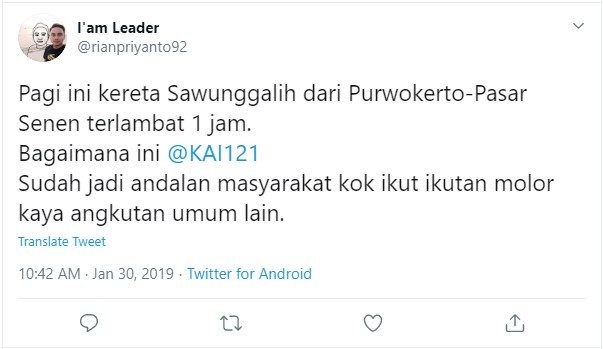 I'am Leader
@rianpriyanto92
Pagi ini kereta Sawunggalih dari Purwokerto-Pasar
Senen terlambat 1 jam.
Bagaimana ini @KAI121
Sudah jadi andalan masyarakat kok ikut ikutan molor
kaya angkutan umum lain.
Translate Tweet
10:42 AM · Jan 30, 2019 · Twitter for Android